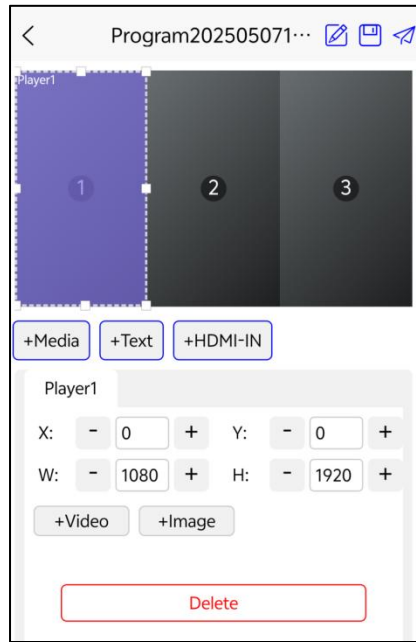 Program202505071···
Player1
1 2 3
+Media +Text +HDMI-IN
Player1
X: - 0 + Y: - 0 +
W: - 1080 + H: - 1920 +
+Video +Image
Delete